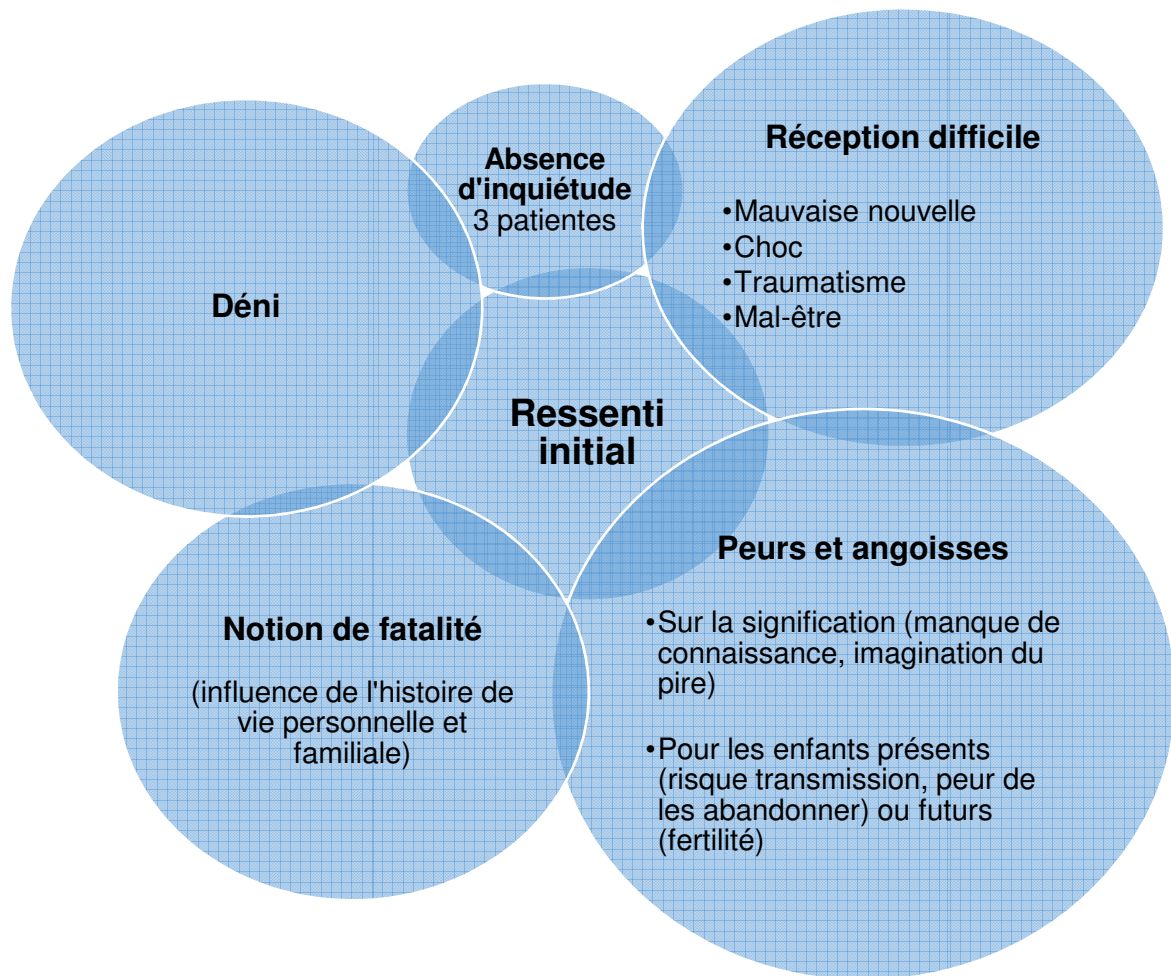 Absence
d'inquiétude
3 patientes
Réception difficile
•Mauvaise nouvelle
•Choc
•Traumatisme
•Mal-être
Déni
Ressenti
initial
Peurs et angoisses
•Sur la signification (manque de
connaissance, imagination du
pire)
•Pour les enfants présents
(risque transmission, peur de
les abandonner) ou futurs
(fertilité)
Notion de fatalité
(influence de l'histoire de
vie personnelle et
familiale)